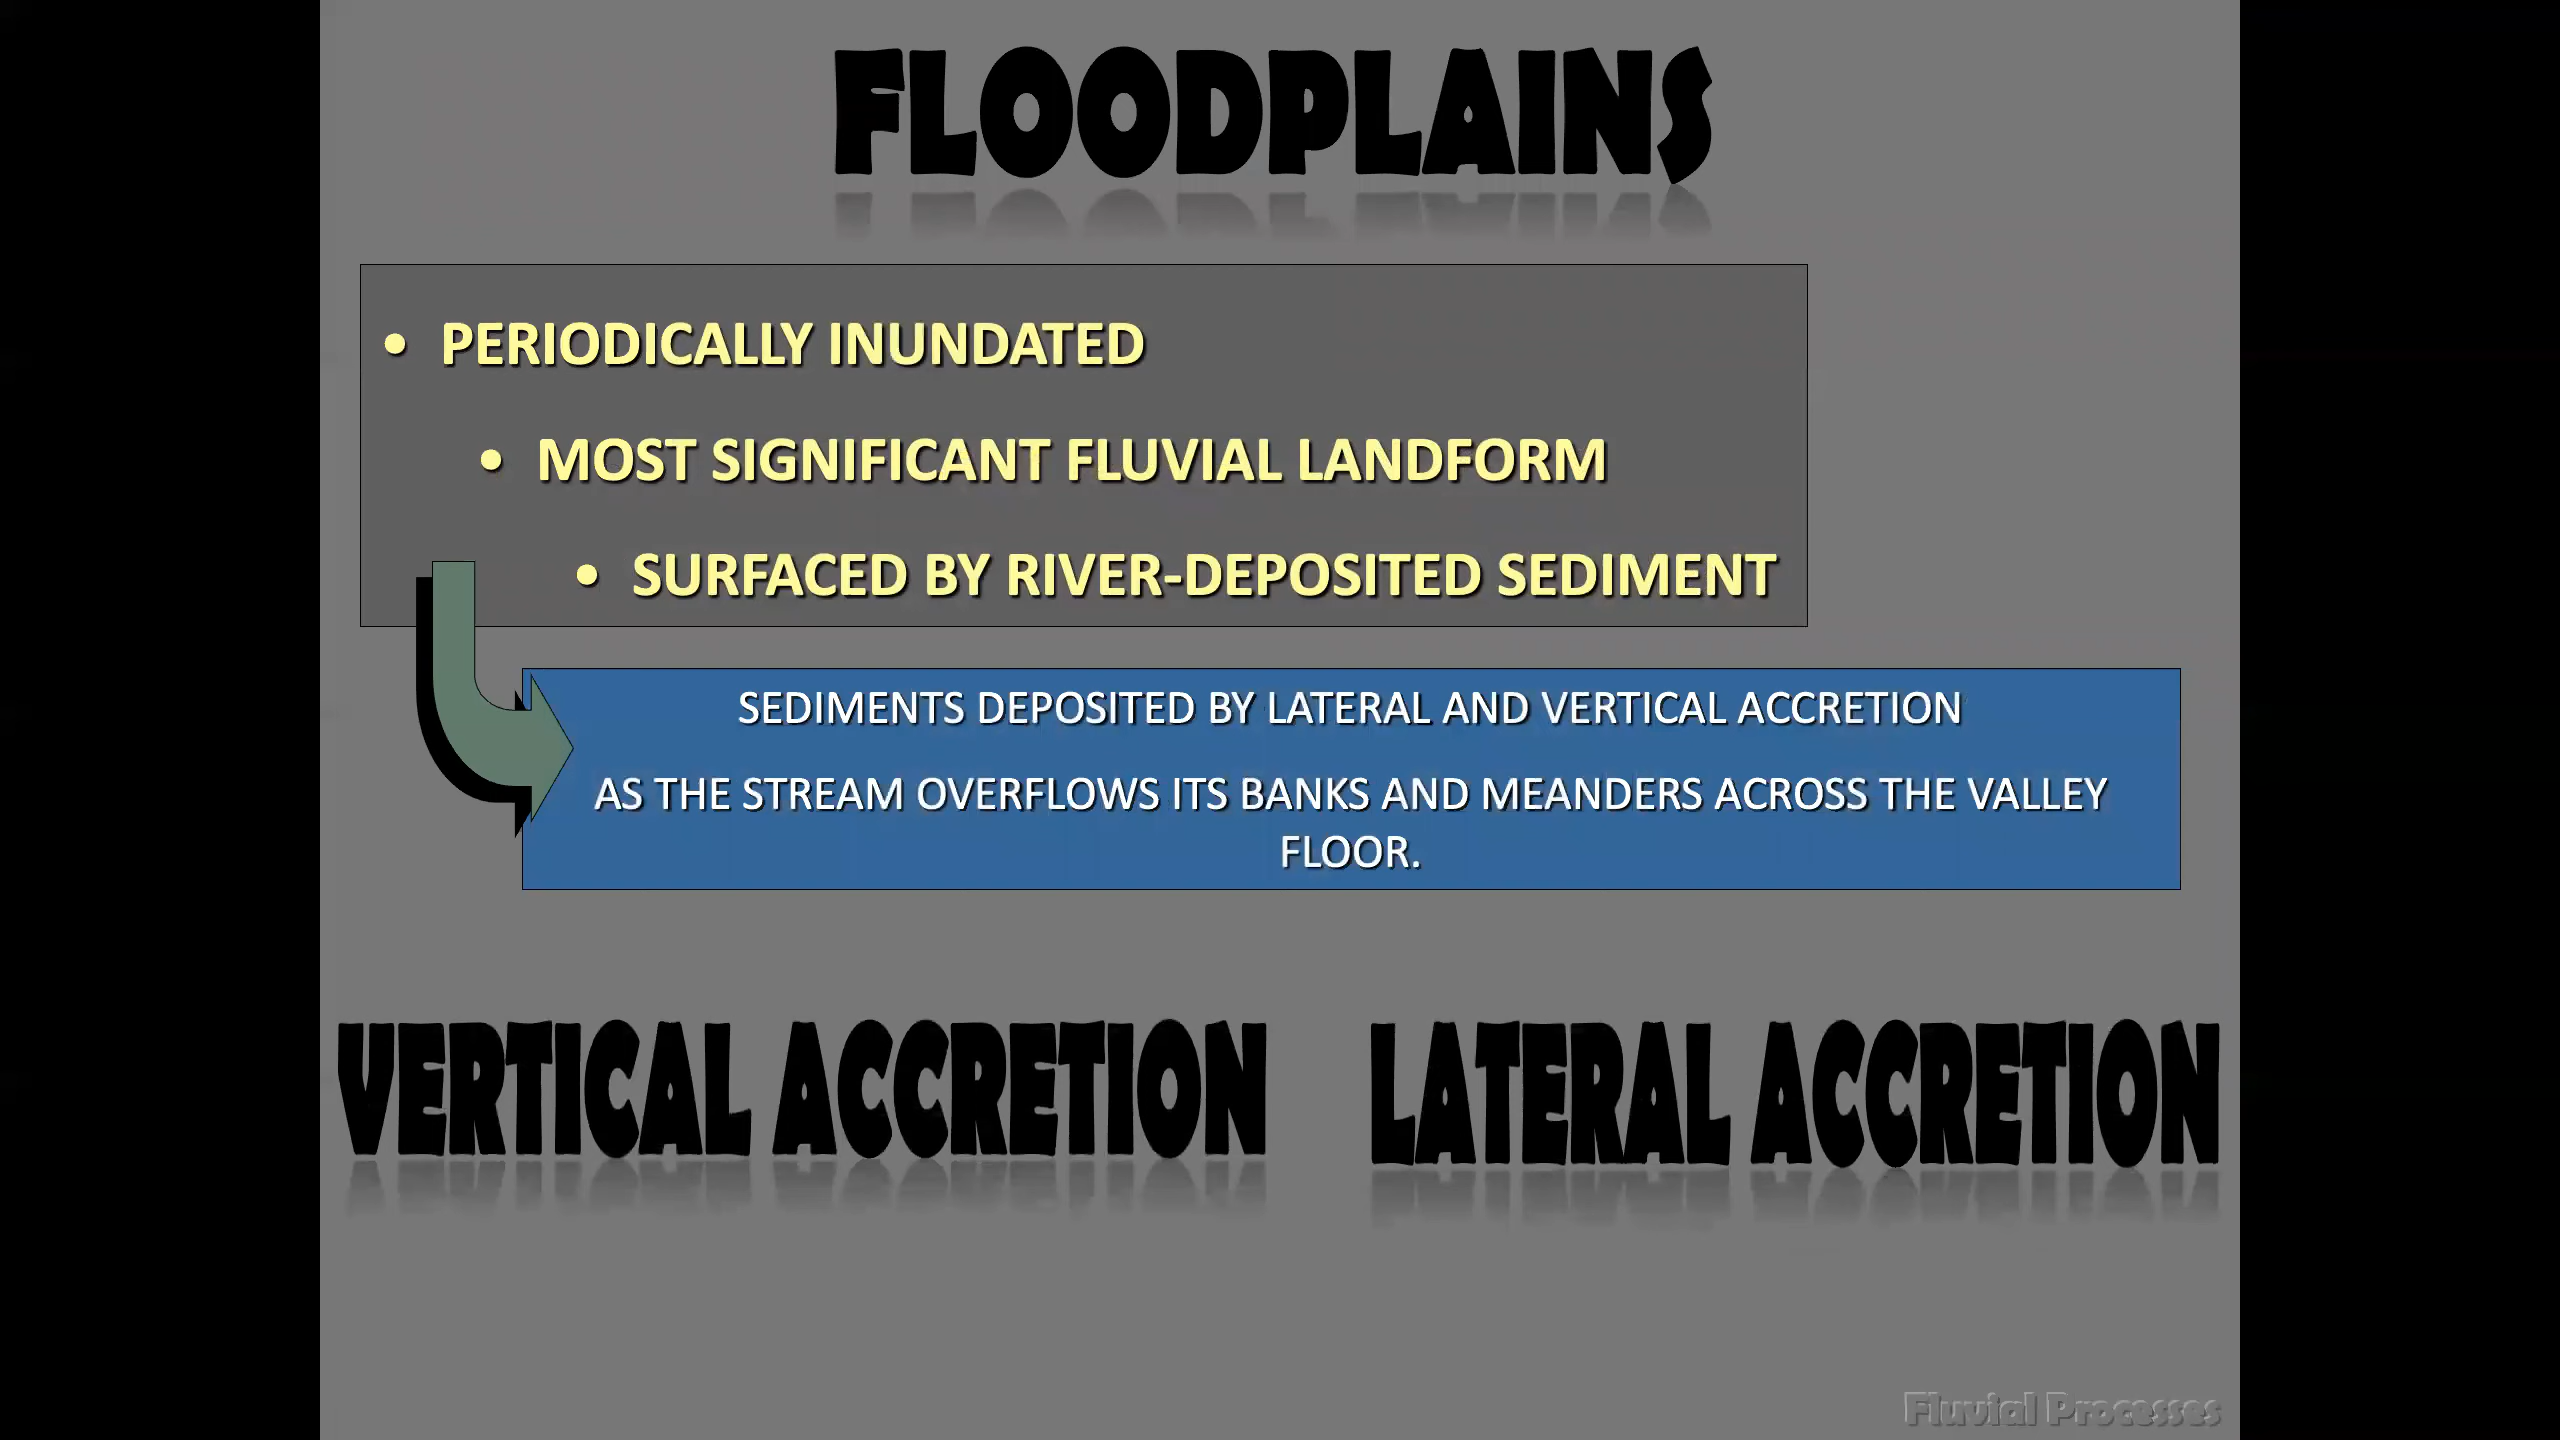 FLOODPLAINS
• PERIODICALLY INUNDATED
• MOST SIGNIFICANT FLUVIAL LANDFORM
• SURFACED BY RIVER-DEPOSITED SEDIMENT
SEDIMENTS DEPOSITED BY LATERAL AND VERTICAL ACCRETION
AS THE STREAM OVERFLOWS ITS BANKS AND MEANDERS ACROSS THE VALLEY
FLOOR.
VERTICAL ACCRETION
LATERAL ACCRETION
Fluvial Processes